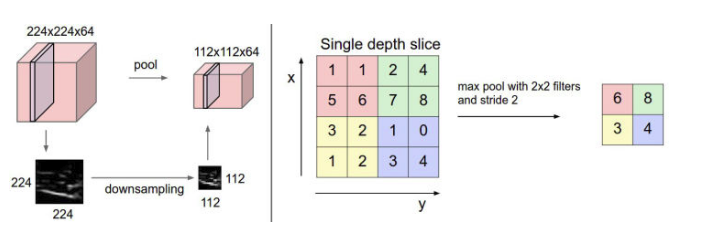 224x224x64
pool
112x112x64
224
224
downsampling
112
112
Single depth slice
x
1 1 2 4
5 6 7 8
3 2 1 0
1 2 3 4
y
max pool with 2x2 filters
and stride 2
6 8
3 4